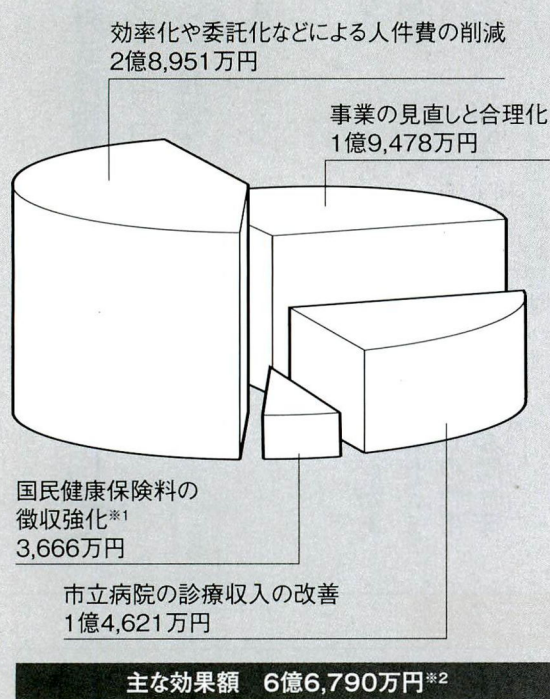 効率化や委託化などによる人件費の削減
2億8,951万円
事業の見直しと合理化
1億9,478万円
国民健康保険料の
徴収強化※1
3,666万円
市立病院の診療収入の改善
1億4,621万円
主な効果額 6億6,790万円※2